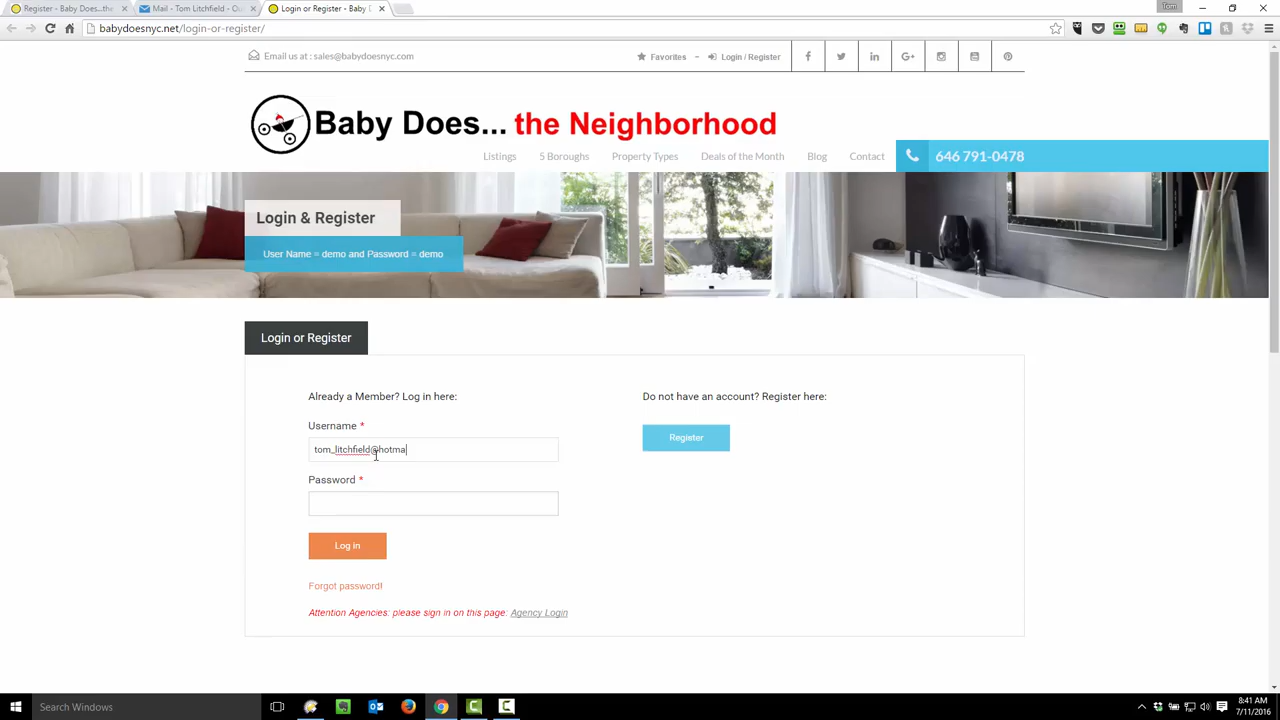 Register - Baby Does...the
Mail - Tom Litchfield - Ou
Login or Register - Baby D
Tom
babydoesnyc.net/login-or-register/
Email us at : sales@babydoesnyc.com
Favorites
Login / Register
Baby Does... the Neighborhood
Listings
5 Boroughs
Property Types
Deals of the Month
Blog
Contact
646 791-0478
Login & Register
User Name = demo and Password = demo
Login or Register
Already a Member? Log in here:
Do not have an account? Register here:
Username *
tom_litchfield@hotma
Register
Password *
Log in
Forgot password!
Attention Agencies: please sign in on this page: Agency Login
Search Windows
8:41 AM
7/11/2016